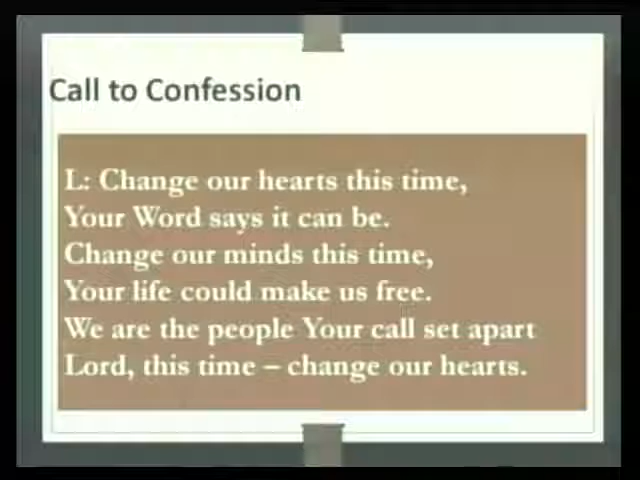 Call to Confession
L: Change our hearts this time,
Your Word says it can be.
Change our minds this time,
Your life could make us free.
We are the people Your call set apart
Lord, this time – change our hearts.